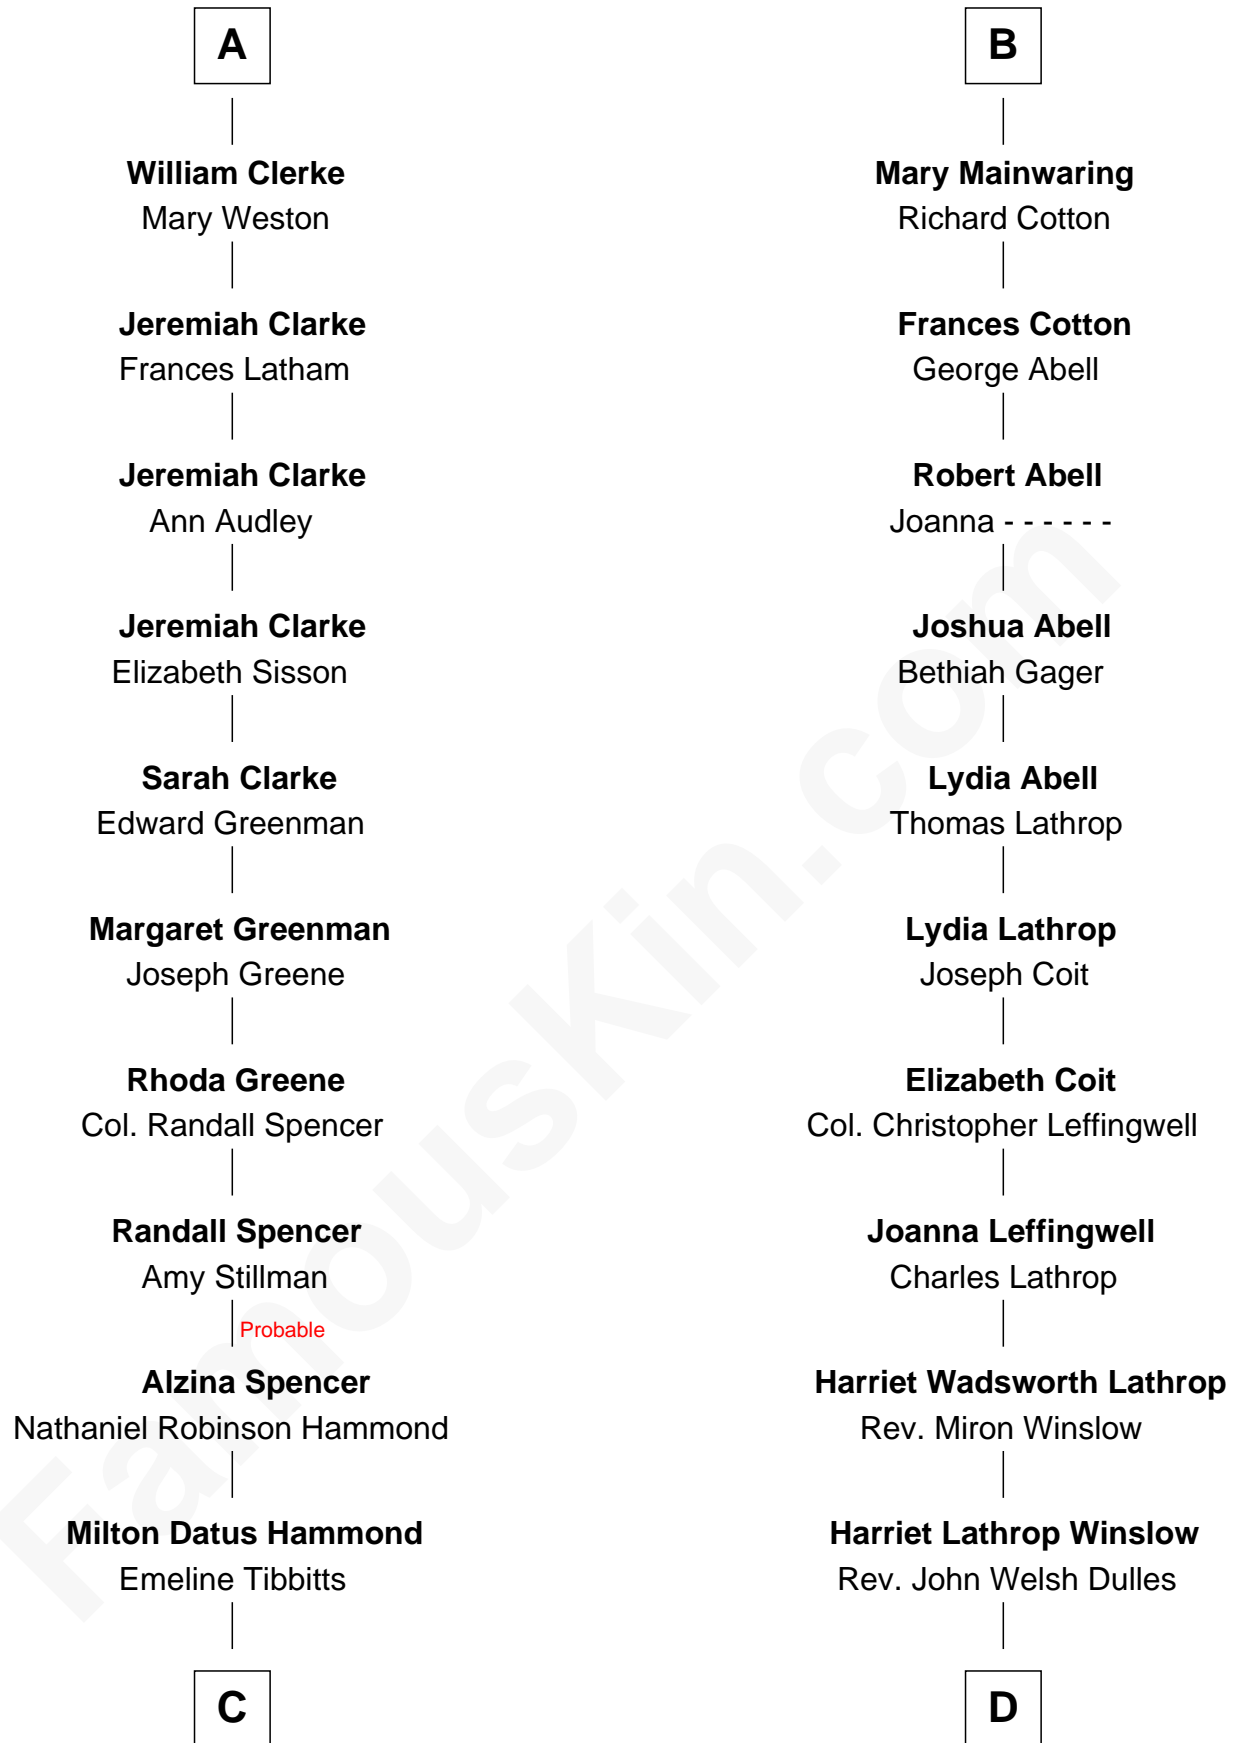 A
William Clerke
Mary Weston
Jeremiah Clarke
Frances Latham
Jeremiah Clarke
Ann Audley
Jeremiah Clarke
Elizabeth Sisson
Sarah Clarke
Edward Greenman
Margaret Greenman
Joseph Greene
Rhoda Greene
Col. Randall Spencer
Randall Spencer
Amy Stillman
Probable
Alzina Spencer
Nathaniel Robinson Hammond
Milton Datus Hammond
Emeline Tibbitts
C
B
Mary Mainwaring
Richard Cotton
Frances Cotton
George Abell
Robert Abell
Joanna - - - - - -
Joshua Abell
Bethiah Gager
Lydia Abell
Thomas Lathrop
Lydia Lathrop
Joseph Coit
Elizabeth Coit
Col. Christopher Leffingwell
Joanna Leffingwell
Charles Lathrop
Harriet Wadsworth Lathrop
Rev. Miron Winslow
Harriet Lathrop Winslow
Rev. John Welsh Dulles
D
FamousKin.com